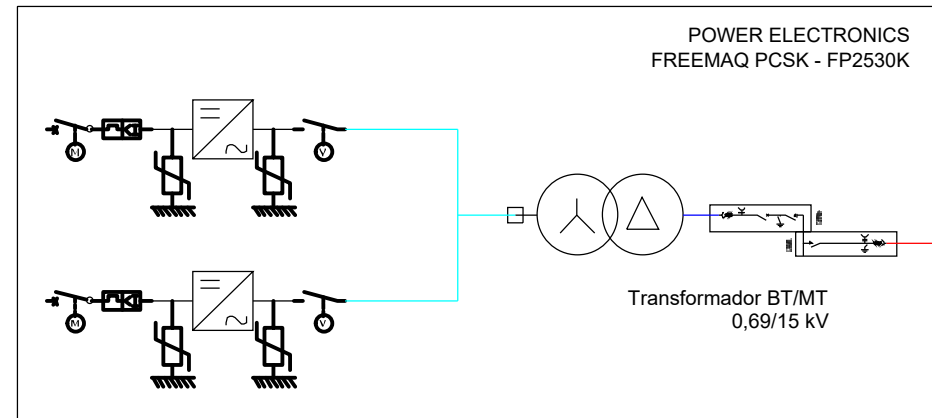 POWER ELECTRONICS
FREEMAQ PCSK - FP2530K
M
V
M
V
Transformador BT/MT
0,69/15 kV